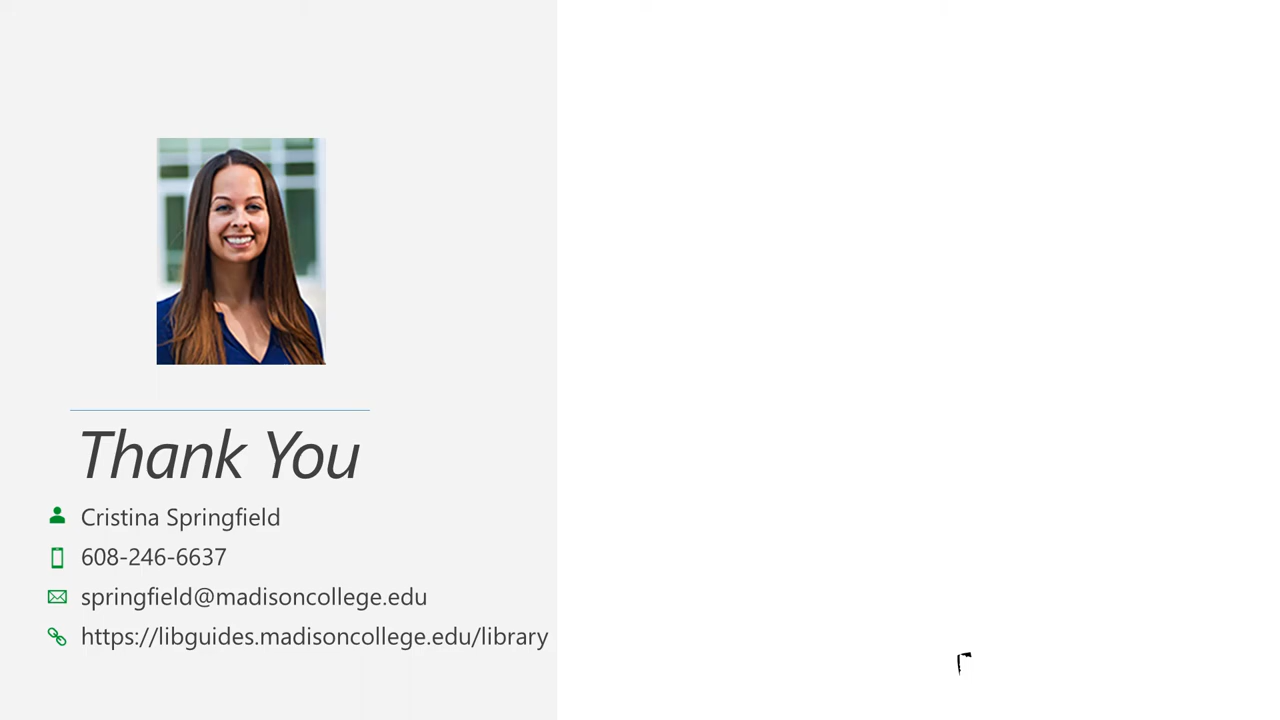 Thank You
Cristina Springfield
608-246-6637
springfield@madisoncollege.edu
https://libguides.madisoncollege.edu/library